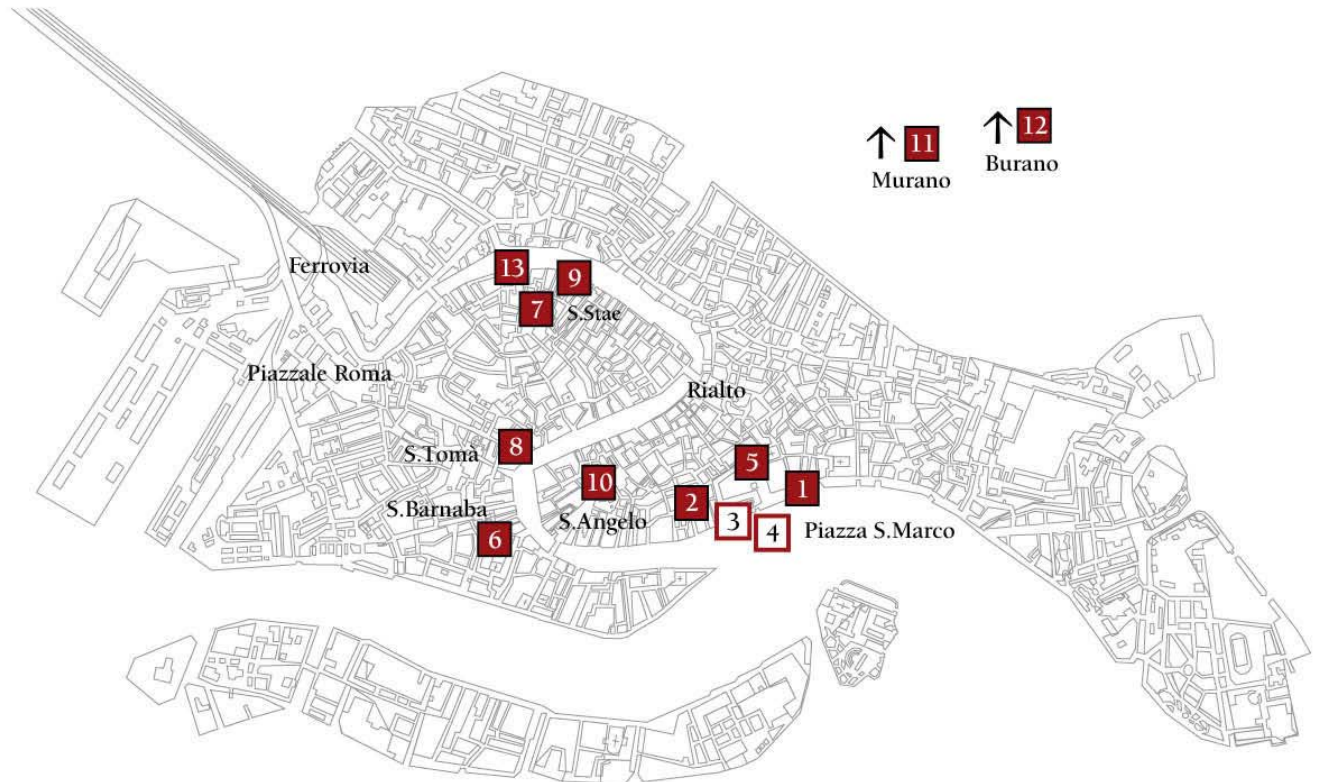 11
12
Murano
Burano
Ferrovia
13
9
7
S.Stae
Piazzale Roma
Rialto
S.Tomà
8
5
10
1
S.Barnaba
2
S.Angelo
3
4
Piazza S.Marco
6